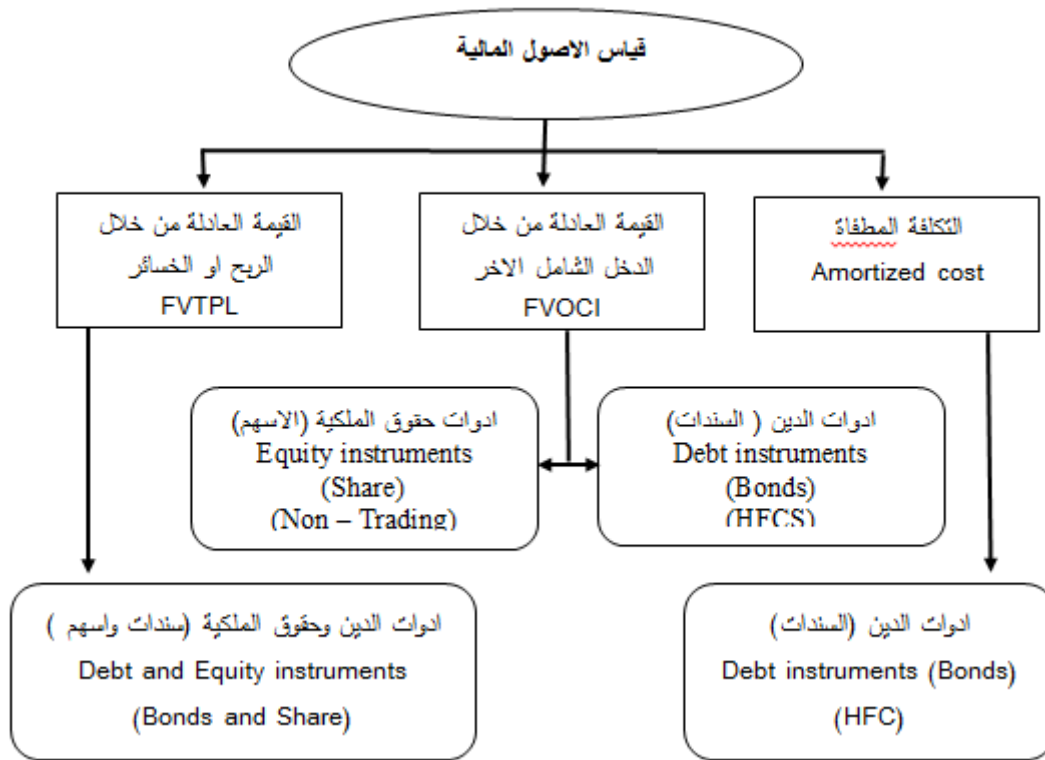 قياس الاصول المالية
القيمة العادلة من خلال
الربح او الخسائر
FVTPL
القيمة العادلة من خلال
الدخل الشامل الاخر
FVOCI
التكلفة المطفاة
Amortized cost
ادوات حقوق الملكية (الاسهم)
Equity instruments
(Share)
(Non – Trading)
ادوات الدين ( السندات)
Debt instruments
(Bonds)
(HFCS)
ادوات الدين وحقوق الملكية (سندات واسهم )
Debt and Equity instruments
(Bonds and Share)
ادوات الدين (السندات)
Debt instruments (Bonds)
(HFC)